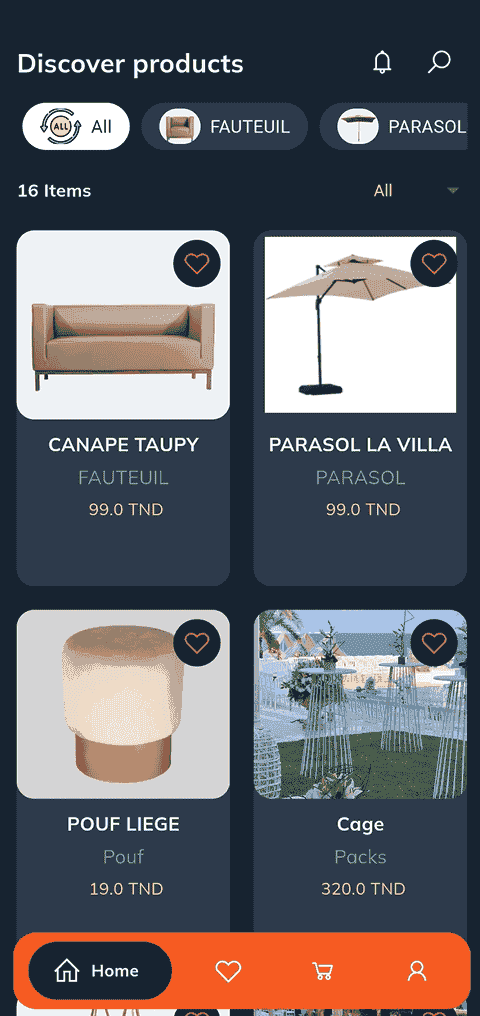 Discover products
ALL All FAUTEUIL PARASOL
16 Items All
CANAPE TAUPY PARASOL LA VILLA
FAUTEUIL PARASOL
99.0 TND 99.0 TND
POUF LIEGE Cage
Pouf Packs
19.0 TND 320.0 TND
Home